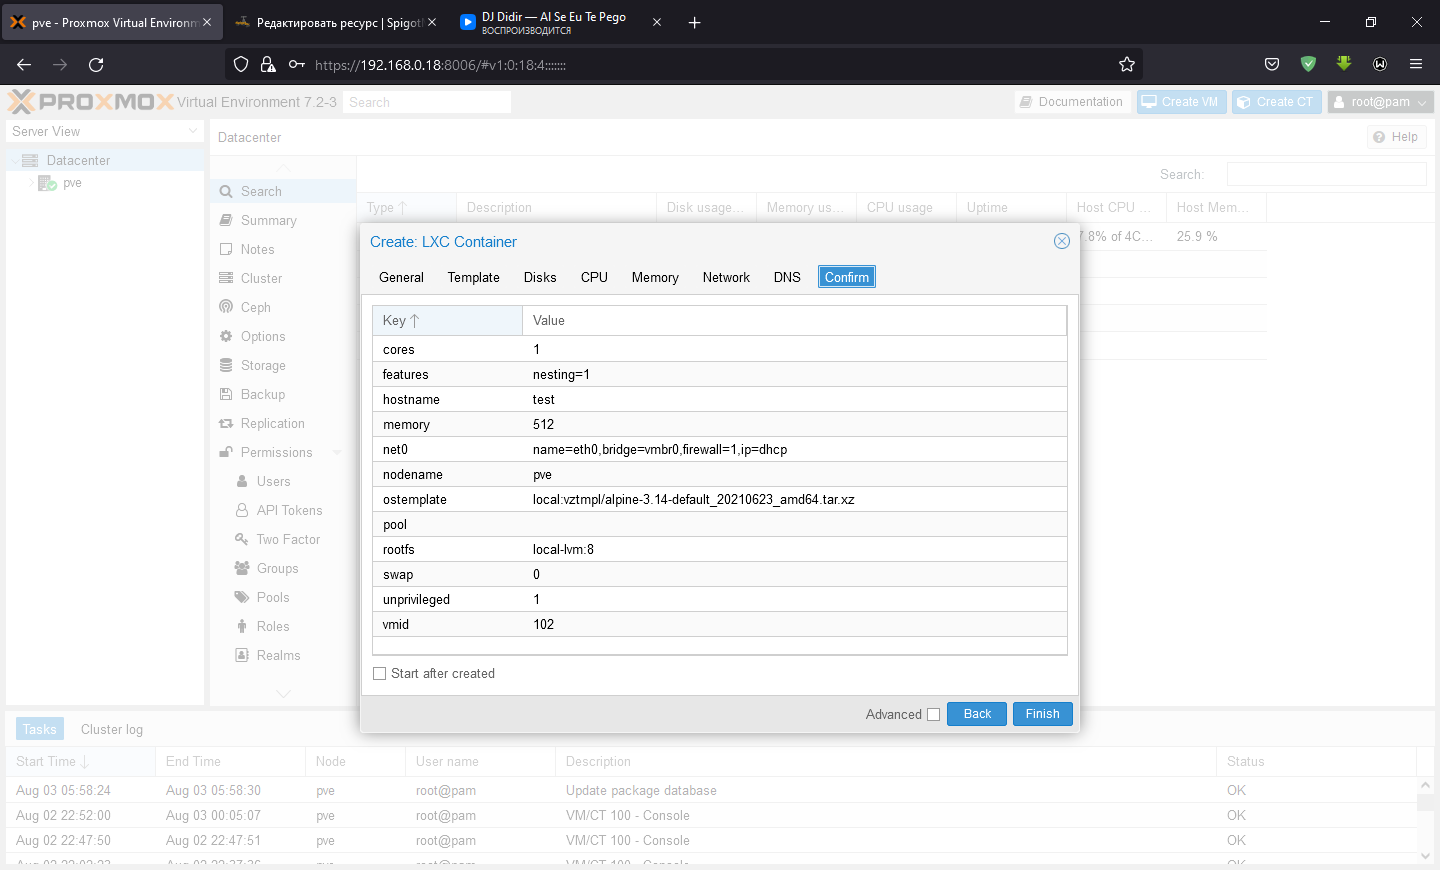 pve - Proxmox Virtual Environm
Редактировать ресурс | Spigot
DJ Didir — Al Se Eu Te Pego
ВОСПРОИЗВОДИТСЯ
https://192.168.0.18:8006/#v1:0:18:4:::::::
PROXMOX Virtual Environment 7.2-3 Search Documentation Create VM Create CT root@pam
Server View
Datacenter
pve
Datacenter Help
Search
Summary
Notes
Cluster
Ceph
Options
Storage
Backup
Replication
Permissions
Users
API Tokens
Two Factor
Groups
Pools
Roles
Realms
Search:
Type Description Disk usage... Memory us... CPU usage Uptime Host CPU ... Host Mem...
7.8% of 4C... 25.9 %
Create: LXC Container
General Template Disks CPU Memory Network DNS Confirm
Key Value
cores 1
features nesting=1
hostname test
memory 512
net0 name=eth0,bridge=vmbr0,firewall=1,ip=dhcp
nodename pve
ostemplate local:vztmpl/alpine-3.14-default_20210623_amd64.tar.xz
pool
rootfs local-lvm:8
swap 0
unprivileged 1
vmid 102
Start after created
Advanced Back Finish
Tasks Cluster log
Start Time End Time Node User name Description Status
Aug 03 05:58:24 Aug 03 05:58:30 pve root@pam Update package database OK
Aug 02 22:52:00 Aug 03 00:05:07 pve root@pam VM/CT 100 - Console OK
Aug 02 22:47:50 Aug 02 22:47:51 pve root@pam VM/CT 100 - Console OK